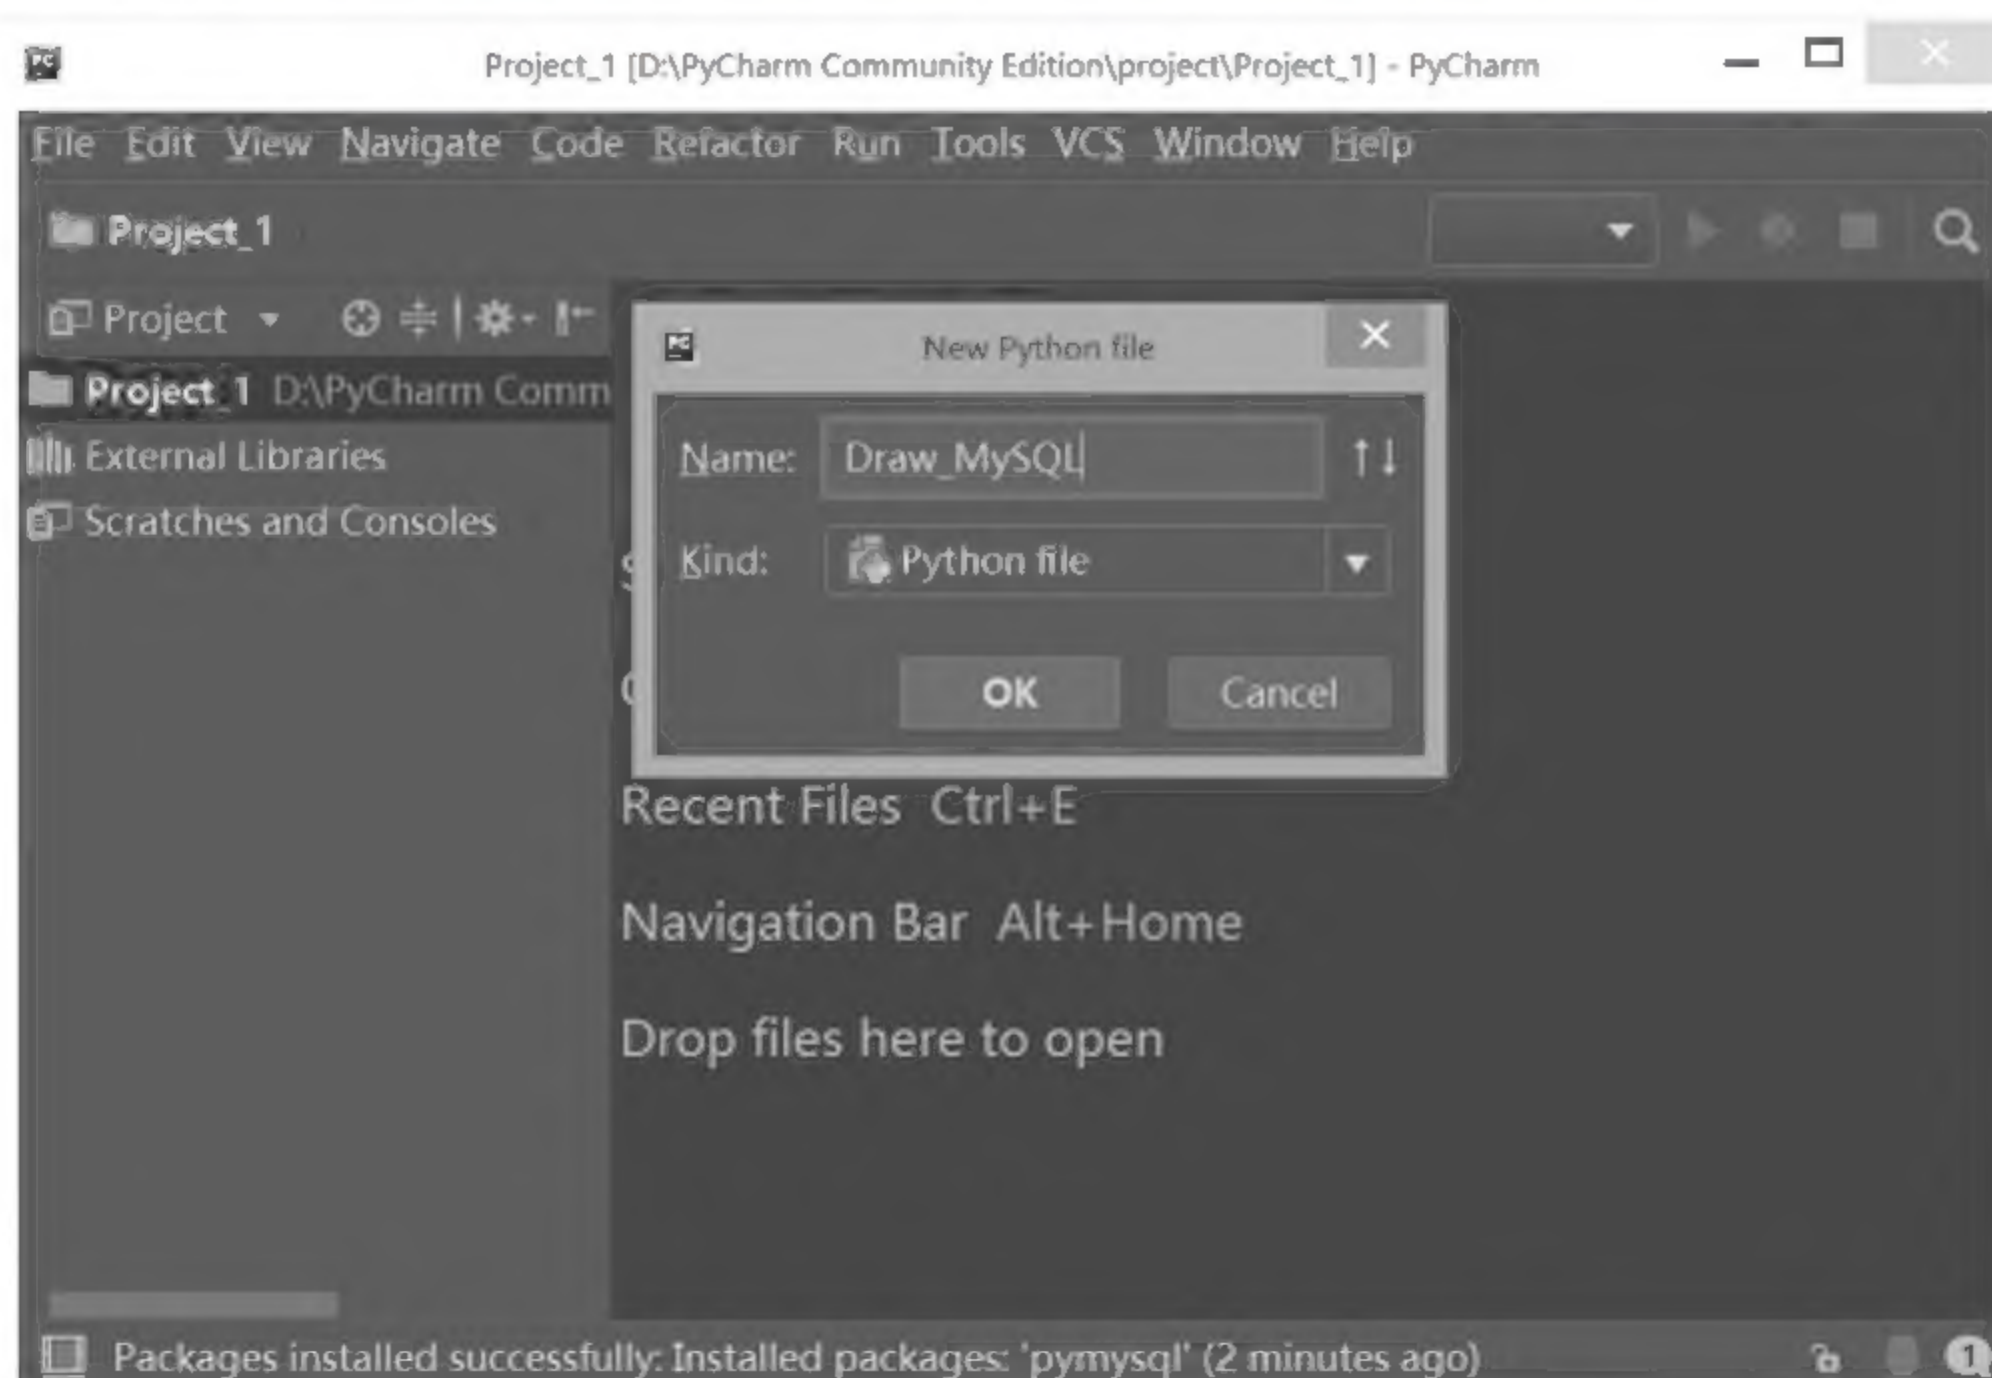 Project_1 [D:\PyCharm Community Edition\project\Project_1] - PyCharm
File Edit View Navigate Code Refactor Run Tools VCS Window Help
Project_1
Project
New Python file
Project_1 D:\PyCharm Comm
Name: Draw_MySQL
External Libraries
Scratches and Consoles
Kind: Python file
OK Cancel
Recent Files Ctrl+E
Navigation Bar Alt+Home
Drop files here to open
Packages installed successfully: Installed packages: 'pymysql' (2 minutes ago)
1